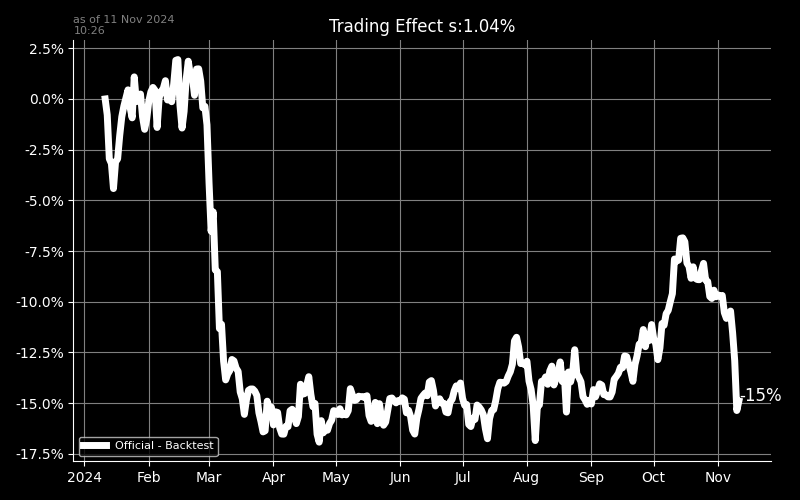 as of 11 Nov 2024
10:26
Trading Effect s:1.04%
2.5%
0.0%
-2.5%
-5.0%
-7.5%
-10.0%
-12.5%
-15.0%
-17.5%
-15%
Official - Backtest
2024 Feb Mar Apr May Jun Jul Aug Sep Oct Nov